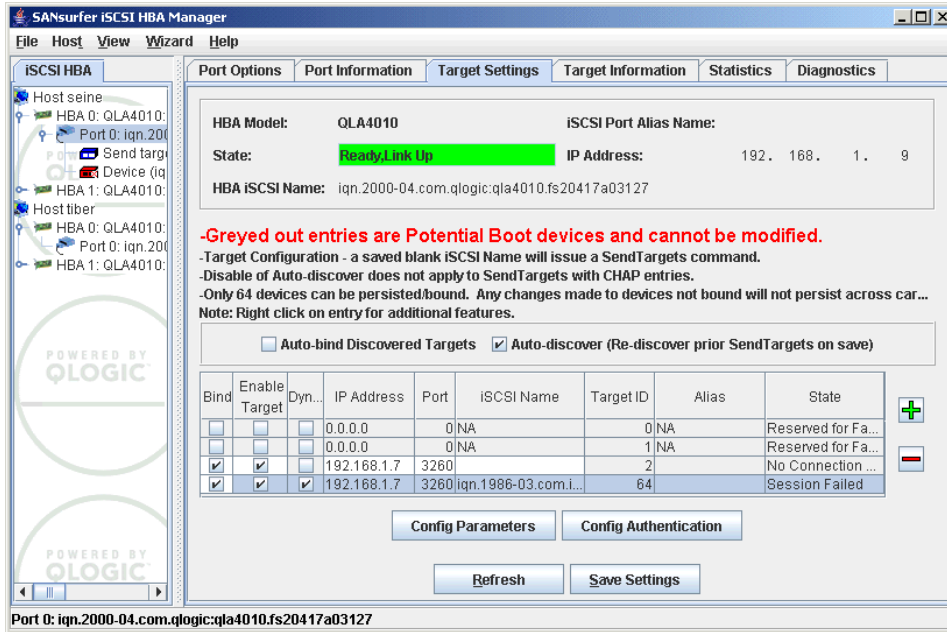 SANsurfer iSCSI HBA Manager
File Host View Wizard Help
iSCSI HBA
Host seine
HBA 0: QLA4010:
Port 0: iqn.200
Send targ
Device (iq
HBA 1: QLA4010:
Host tiber
HBA 0: QLA4010:
Port 0: iqn.200
HBA 1: QLA4010:
POWERED BY
QLOGIC
POWERED BY
QLOGIC
Port Options Port Information Target Settings Target Information Statistics Diagnostics
HBA Model: QLA4010 iSCSI Port Alias Name:
State: Ready,Link Up IP Address: 192. 168. 1. 9
HBA iSCSI Name: iqn.2000-04.com.qlogic:qla4010.fs20417a03127
-Greyed out entries are Potential Boot devices and cannot be modified.
-Target Configuration - a saved blank iSCSI Name will issue a SendTargets command.
-Disable of Auto-discover does not apply to SendTargets with CHAP entries.
-Only 64 devices can be persisted/bound. Any changes made to devices not bound will not persist across car...
Note: Right click on entry for additional features.
Auto-bind Discovered Targets Auto-discover (Re-discover prior SendTargets on save)
Bind Enable Target Dyn... IP Address Port iSCSI Name Target ID Alias State
0.0.0.0 0 NA 0 NA Reserved for Fa...
0.0.0.0 0 NA 1 NA Reserved for Fa...
192.168.1.7 3260 2 No Connection ...
192.168.1.7 3260 iqn.1986-03.com.i... 64 Session Failed
Config Parameters Config Authentication
Refresh Save Settings
Port 0: iqn.2000-04.com.qlogic:qla4010.fs20417a03127